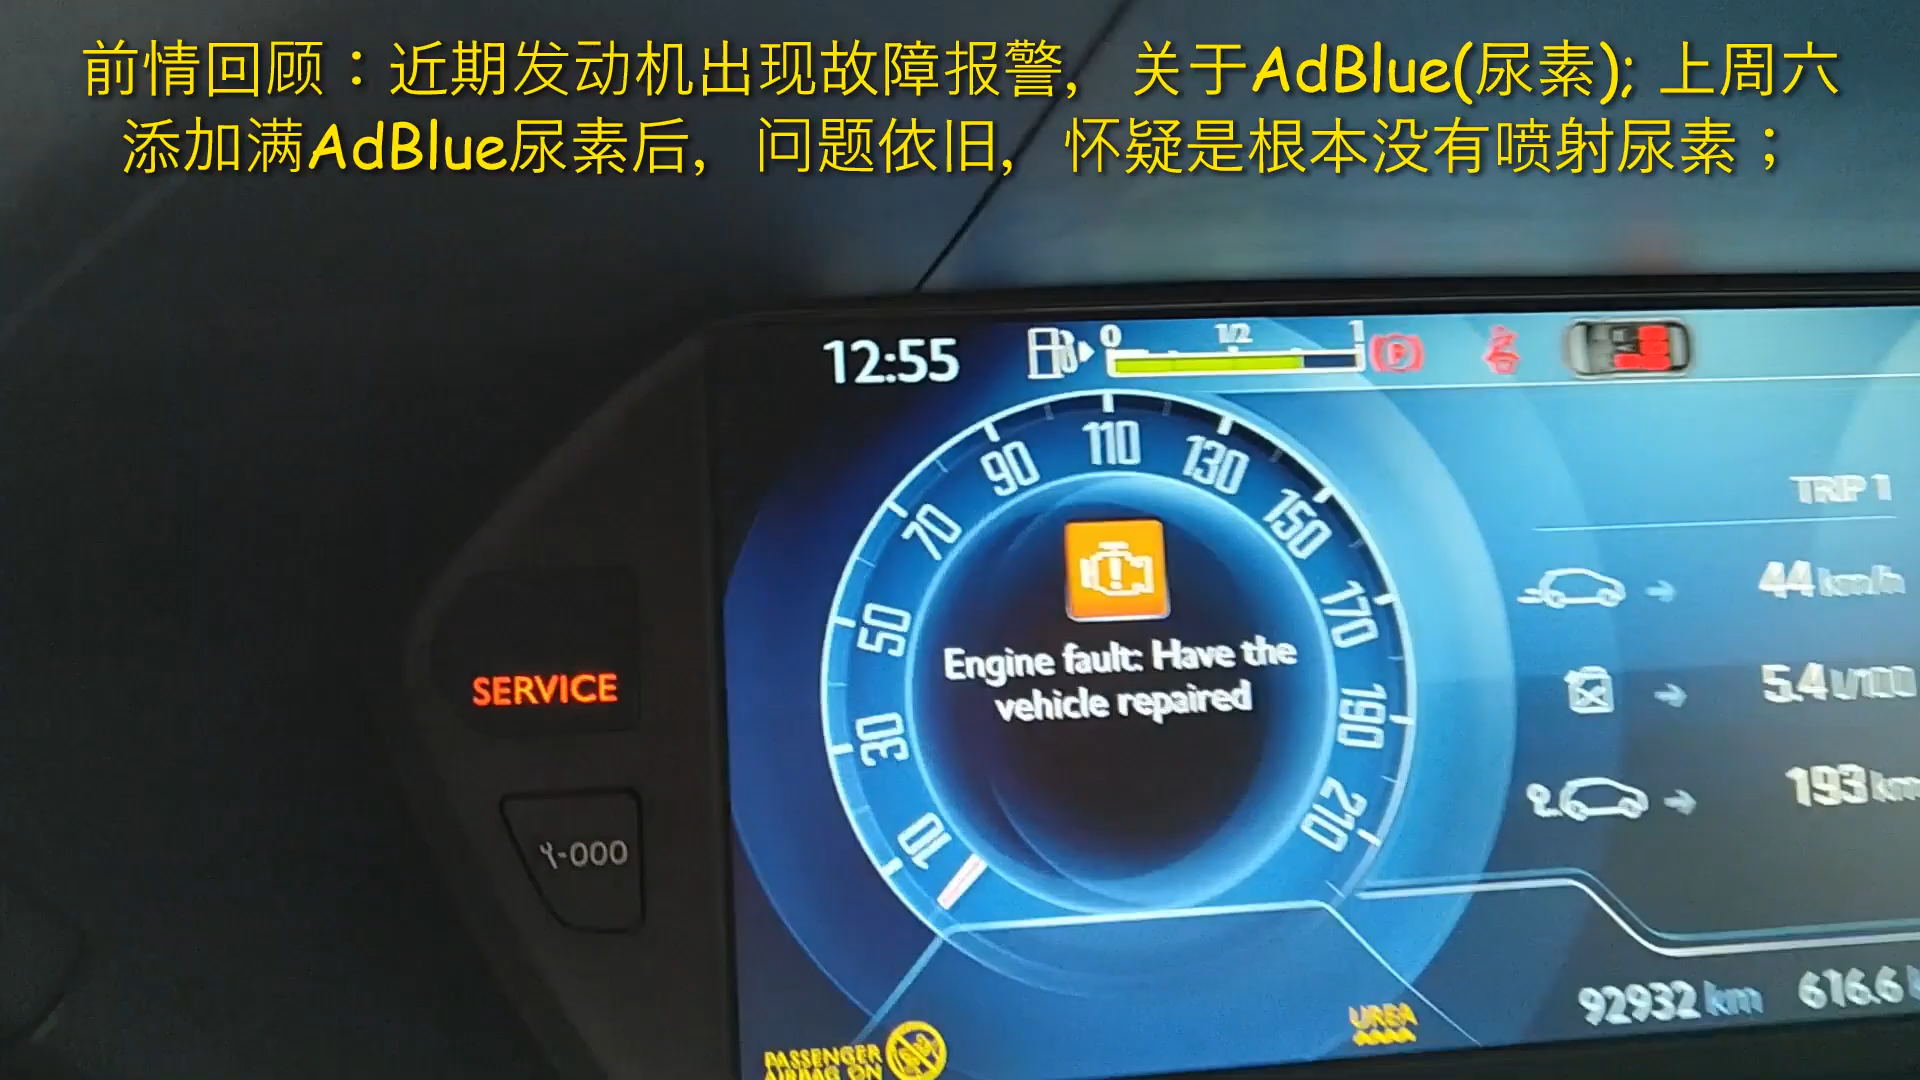 前情回顾：近期发动机出现故障报警，关于AdBlue(尿素); 上周六
添加满AdBlue尿素后，问题依旧，怀疑是根本没有喷射尿素；
12:55
0 1/2 1
P
TRIP 1
10
30
50
70
90
110
130
150
170
190
210
Engine fault: Have the
vehicle repaired
44 km/h
5.4 l/100
193 km
SERVICE
-000
92932 km 616.6
UREA
PASSENGER
AIRBAG ON